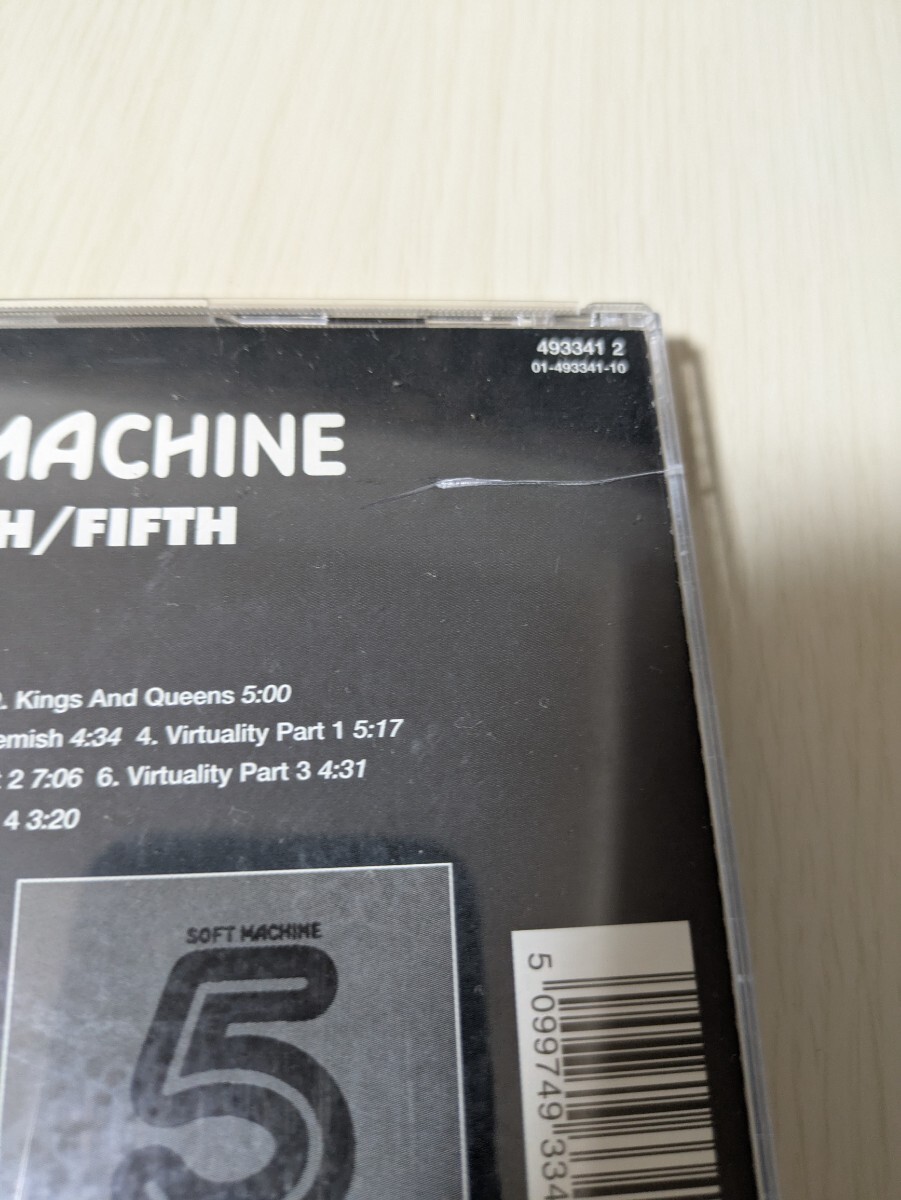 493341 2
01-493341-10
MACHINE
H/FIFTH
. Kings And Queens 5:00
emish 4:34 4. Virtuality Part 1 5:17
2 7:06 6. Virtuality Part 3 4:31
4 3:20
SOFT MACHINE
5
5 099749 334